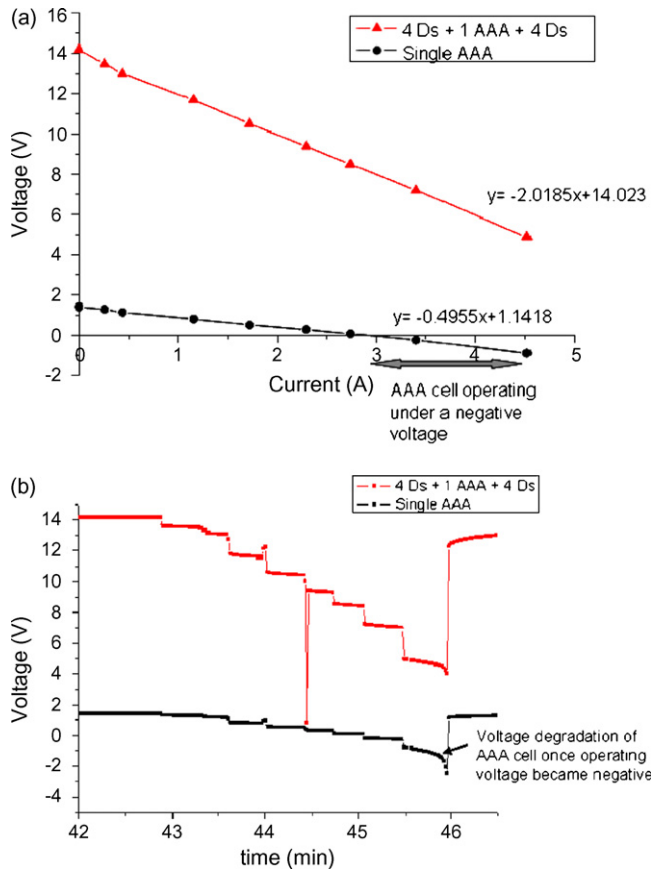 (a)
4 Ds + 1 AAA + 4 Ds
Single AAA
16
14
12
10
8
6
4
2
0
-2
Voltage (V)
y= -2.0185x+14.023
y= -0.4955x+1.1418
0
1
2
3
4
5
Current (A)
AAA cell operating
under a negative
voltage
(b)
4 Ds + 1 AAA + 4 Ds
Single AAA
14
12
10
8
6
4
2
0
-2
-4
Voltage (V)
Voltage degradation of
AAA cell once operating
voltage became negative
42
43
44
45
46
time (min)